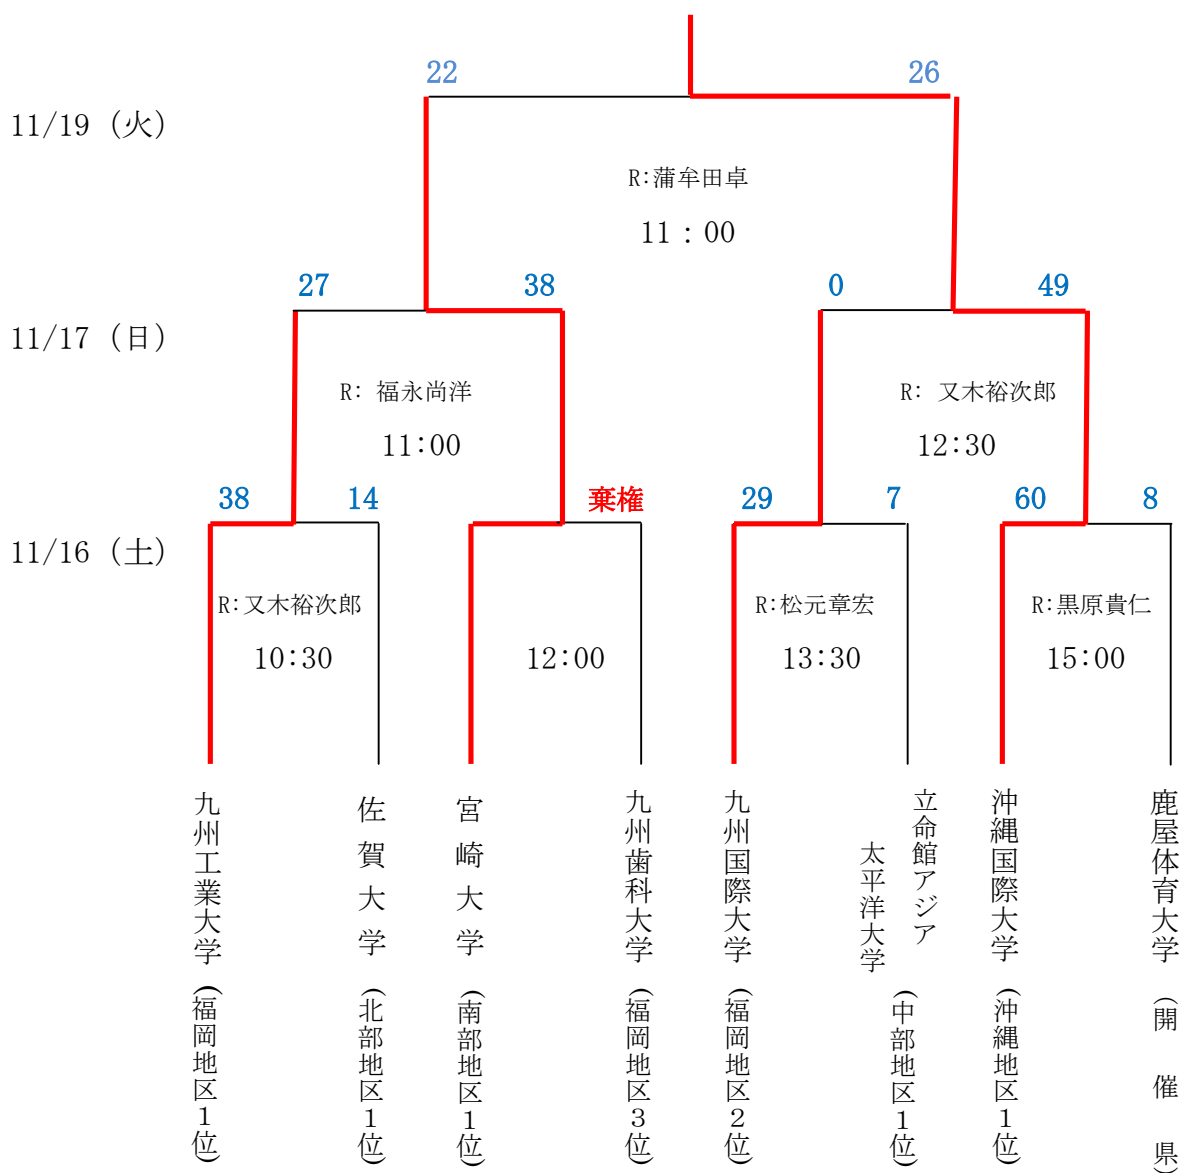 22
26
11/19（火）
R:蒲牟田卓
11：00
27
38
0
49
11/17（日）
R: 福永尚洋
R: 又木裕次郎
11:00
12:30
38
14
棄権
29
7
60
8
11/16（土）
R:又木裕次郎
R:松元章宏
R:黒原貴仁
10:30
12:00
13:30
15:00
九州工業大学（福岡地区1位）
佐賀大学（北部地区1位）
宮崎大学（南部地区1位）
九州歯科大学（福岡地区3位）
九州国際大学（福岡地区2位）
立命館アジア
太平洋大学（中部地区1位）
沖縄国際大学（沖縄地区1位）
鹿屋体育大学（開催県）